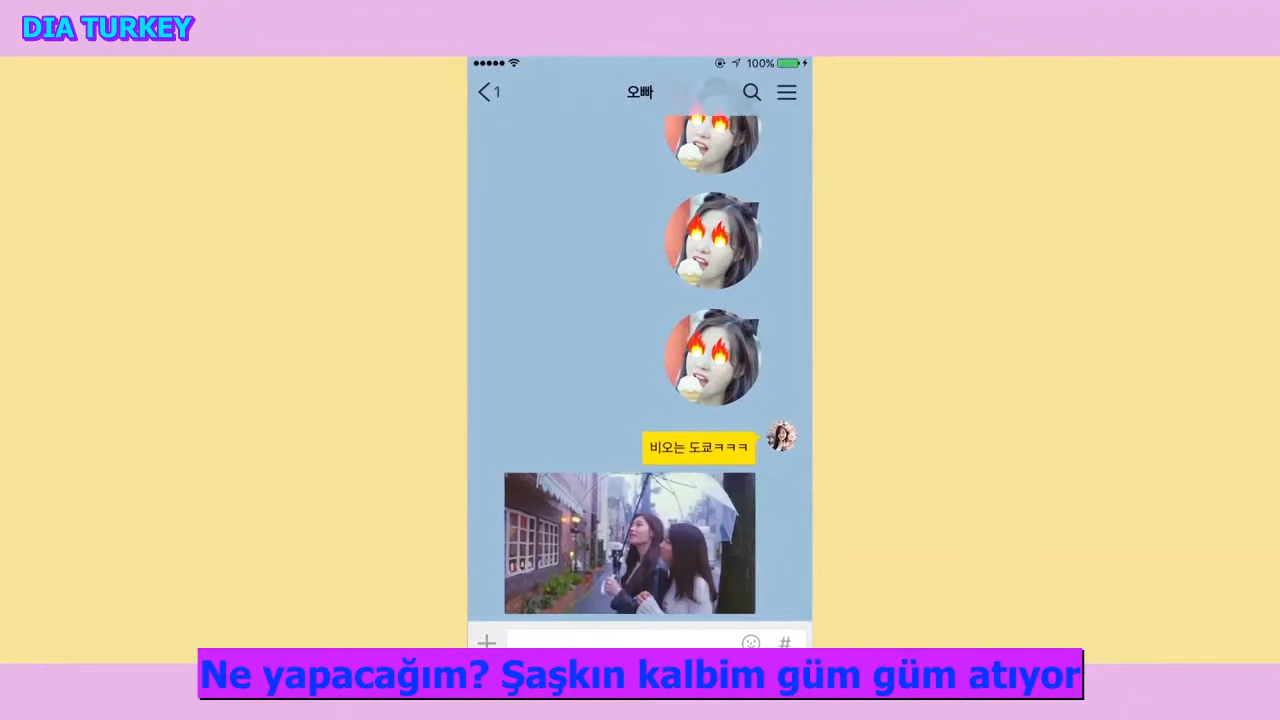 DIA TURKEY
100%
1
오빠
비오는 도쿄ㅋㅋㅋ
#
Ne yapacağım? Şaşkın kalbim güm güm atıyor